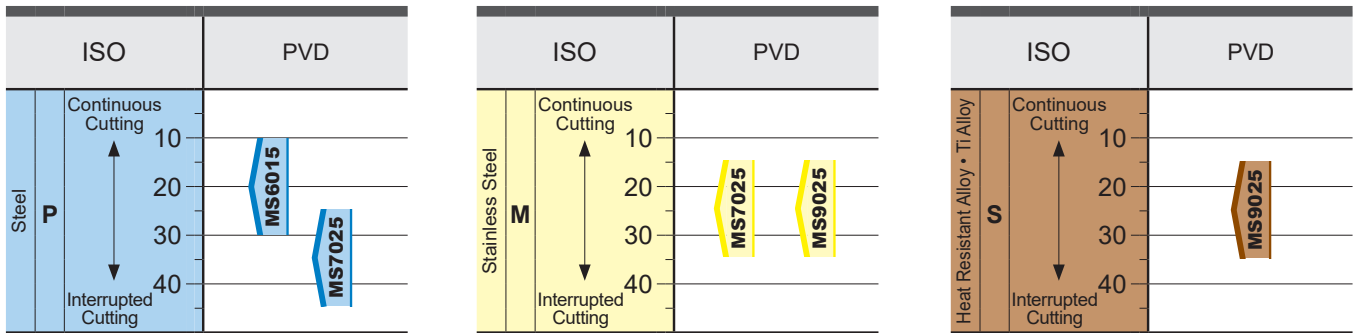 ISO
PVD
Steel
P
Continuous
Cutting
10
20
30
40
Interrupted
Cutting
MS6015
MS7025
ISO
PVD
Stainless Steel
M
Continuous
Cutting
10
20
30
40
Interrupted
Cutting
MS7025
MS9025
ISO
PVD
Heat Resistant Alloy • Ti Alloy
S
Continuous
Cutting
10
20
30
40
Interrupted
Cutting
MS9025